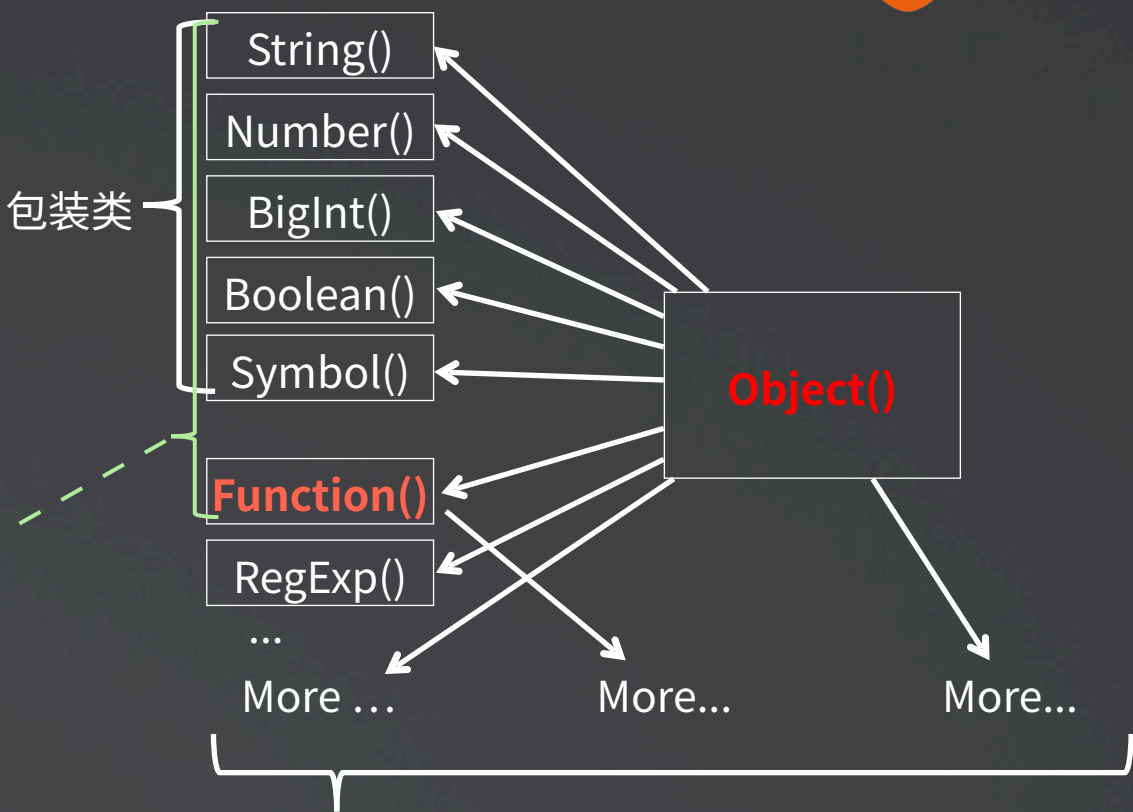 String()
Number()
包装类
BigInt()
Boolean()
Symbol()
Object()
Function()
RegExp()
...
More …
More...
More...